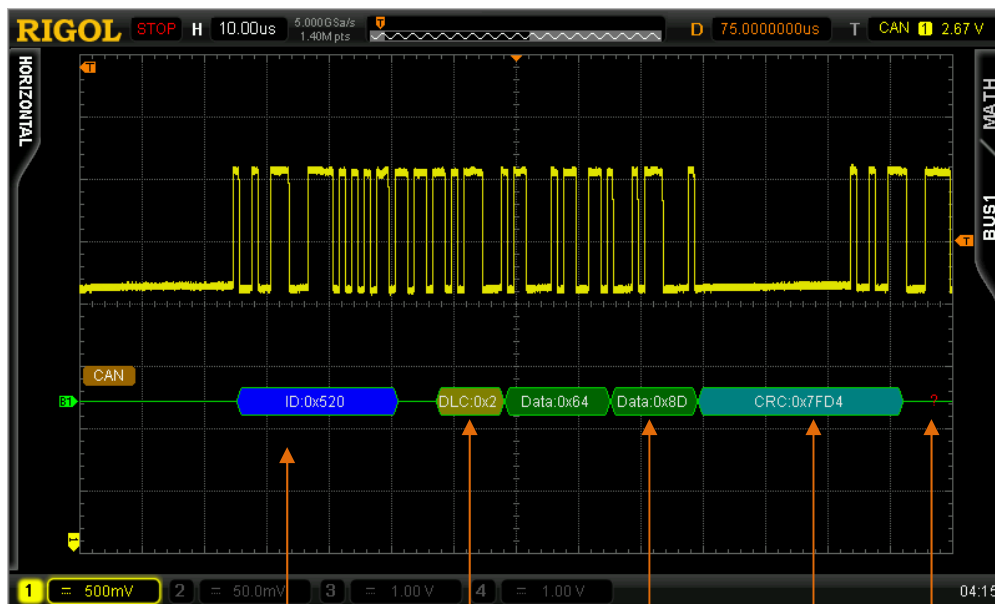 RIGOL STOP H 10.00us 5.000GSa/s 1.40M pts T D 75.0000000us T CAN 1 2.67 V
HORIZONTAL
T
MATH
BUS1
T
CAN
B1
ID:0x520 DLC:0x2 Data:0x64 Data:0x8D CRC:0x7FD4 ?
1
1 = 500mV 2 = 50.0mV 3 = 1.00 V 4 = 1.00 V 04:15